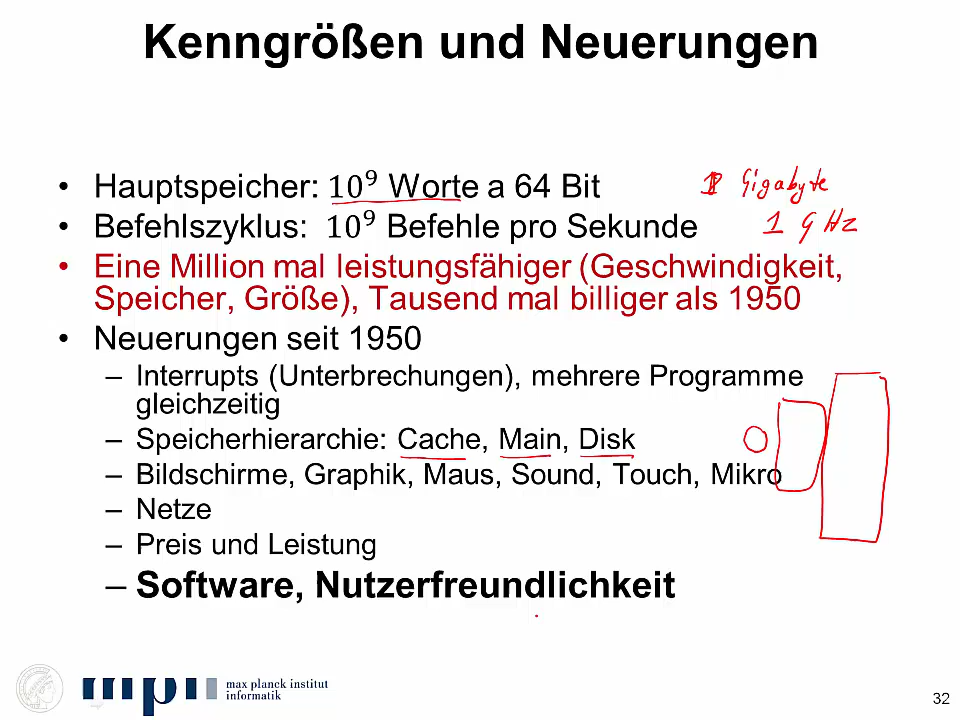 Kenngrößen und Neuerungen
• Hauptspeicher: 10⁹ Worte a 64 Bit
Gigabyte
• Befehlszyklus: 10⁹ Befehle pro Sekunde
1 GHz
• Eine Million mal leistungsfähiger (Geschwindigkeit,
Speicher, Größe), Tausend mal billiger als 1950
• Neuerungen seit 1950
– Interrupts (Unterbrechungen), mehrere Programme
gleichzeitig
– Speicherhierarchie: Cache, Main, Disk
– Bildschirme, Graphik, Maus, Sound, Touch, Mikro
– Netze
– Preis und Leistung
– Software, Nutzerfreundlichkeit
max planck institut
informatik
32